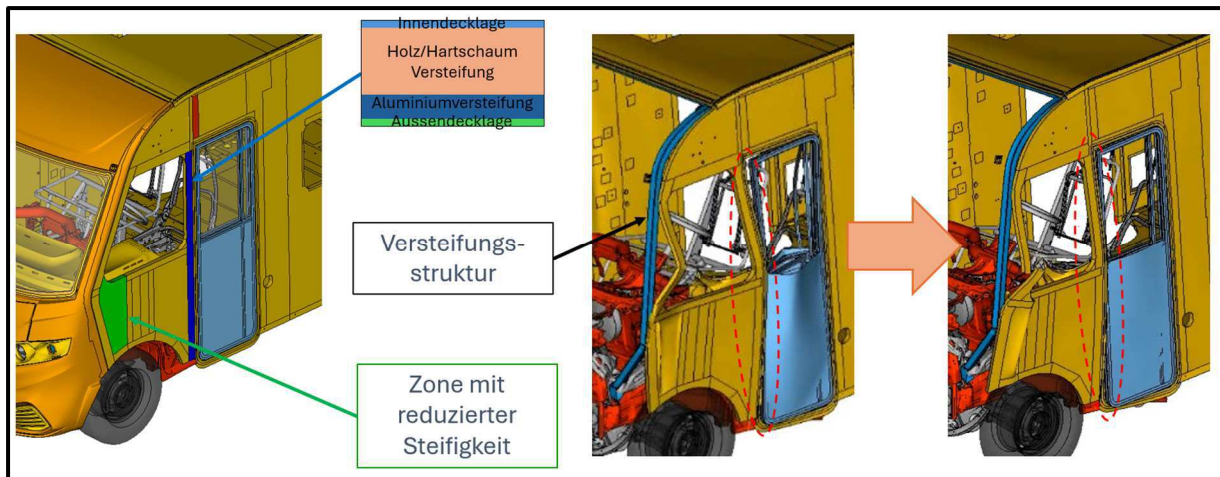 Innendecklage
Holz/Hartschaum
Versteifung
Aluminiumversteifung
Aussendecklage
Versteifungs-
struktur
Zone mit
reduzierter
Steifigkeit